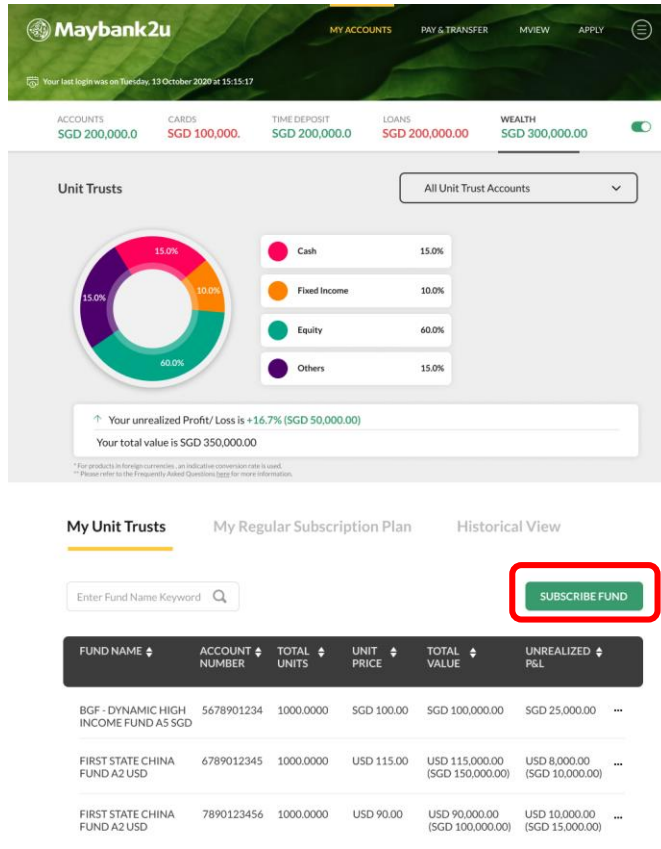 Maybank2u
MY ACCOUNTS PAY & TRANSFER MVIEW APPLY
Your last login was on Tuesday, 13 October 2020 at 15:15:17
ACCOUNTS CARDS TIME DEPOSIT LOANS WEALTH
SGD 200,000.0 SGD 100,000. SGD 200,000.0 SGD 200,000.00 SGD 300,000.00
Unit Trusts All Unit Trust Accounts
15.0%
10.0%
15.0%
60.0%
Cash 15.0%
Fixed Income 10.0%
Equity 60.0%
Others 15.0%
Your unrealized Profit/ Loss is +16.7% (SGD 50,000.00)
Your total value is SGD 350,000.00
* For products in foreign currencies , an indicative conversion rate is used.
** Please refer to the Frequently Asked Questions here for more information.
My Unit Trusts My Regular Subscription Plan Historical View
Enter Fund Name Keyword SUBSCRIBE FUND
FUND NAME ACCOUNT TOTAL UNIT TOTAL UNREALIZED
NUMBER UNITS PRICE VALUE P&L
BGF - DYNAMIC HIGH 5678901234 1000.0000 SGD 100.00 SGD 100,000.00 SGD 25,000.00 ...
INCOME FUND A5 SGD
FIRST STATE CHINA 6789012345 1000.0000 USD 115.00 USD 115,000.00 USD 8,000.00 ...
FUND A2 USD (SGD 150,000.00) (SGD 10,000.00)
FIRST STATE CHINA 7890123456 1000.0000 USD 90.00 USD 90,000.00 USD 10,000.00 ...
FUND A2 USD (SGD 100,000.00) (SGD 15,000.00)